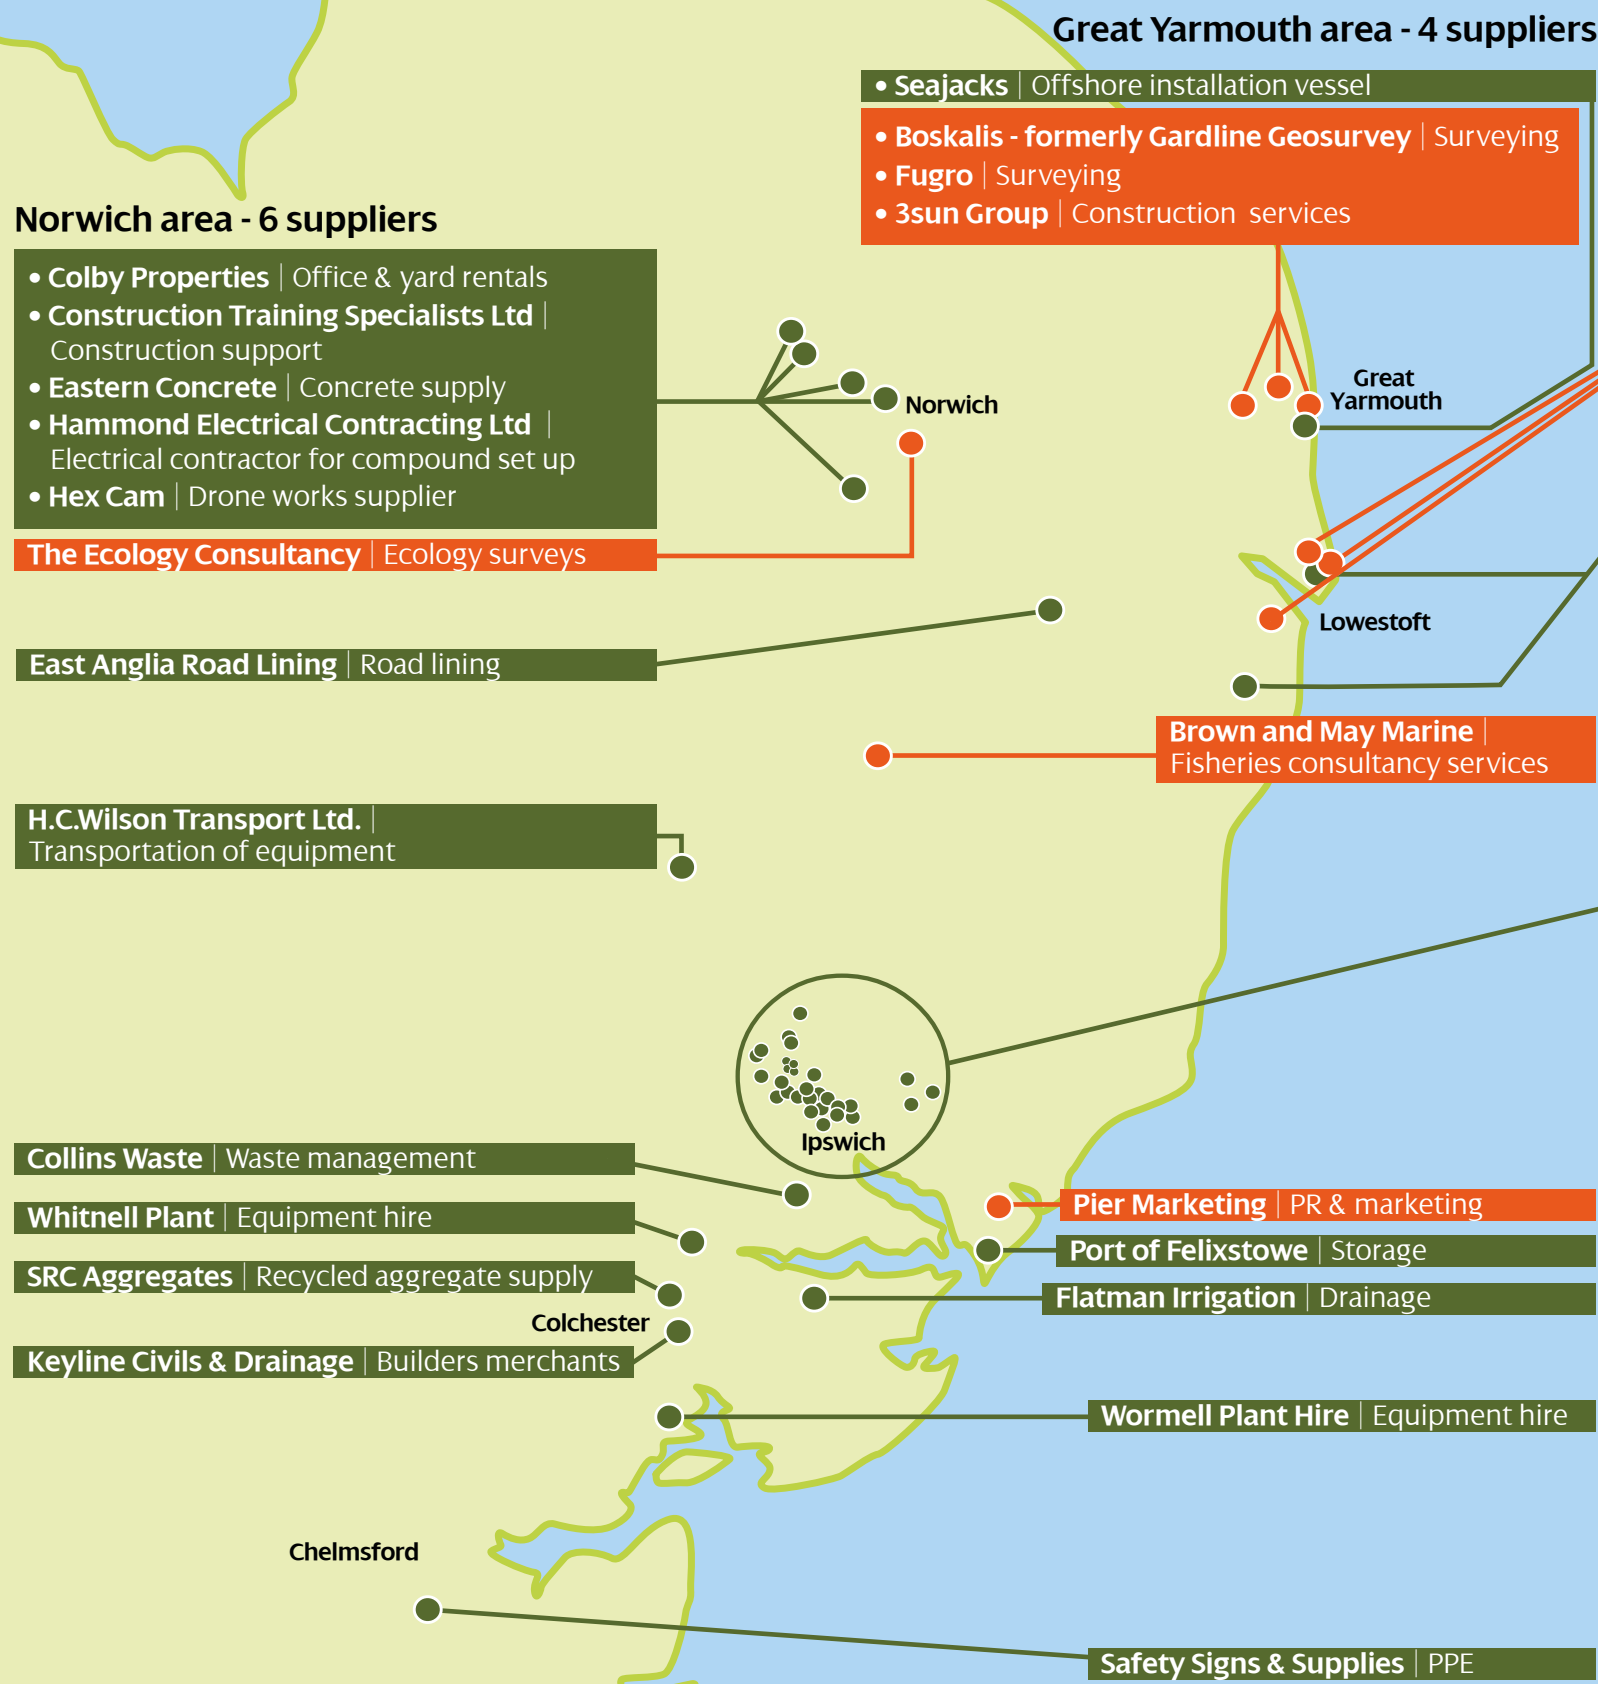 Great Yarmouth area - 4 suppliers
• Seajacks | Offshore installation vessel
• Boskalis - formerly Gardline Geosurvey | Surveying
• Fugro | Surveying
• 3sun Group | Construction services
Norwich area - 6 suppliers
• Colby Properties | Office & yard rentals
• Construction Training Specialists Ltd |
Construction support
• Eastern Concrete | Concrete supply
• Hammond Electrical Contracting Ltd |
Electrical contractor for compound set up
• Hex Cam | Drone works supplier
The Ecology Consultancy | Ecology surveys
Norwich
Great
Yarmouth
East Anglia Road Lining | Road lining
Lowestoft
Brown and May Marine |
Fisheries consultancy services
H.C.Wilson Transport Ltd. |
Transportation of equipment
Ipswich
Collins Waste | Waste management
Whitnell Plant | Equipment hire
SRC Aggregates | Recycled aggregate supply
Colchester
Keyline Civils & Drainage | Builders merchants
Pier Marketing | PR & marketing
Port of Felixstowe | Storage
Flatman Irrigation | Drainage
Wormell Plant Hire | Equipment hire
Chelmsford
Safety Signs & Supplies | PPE